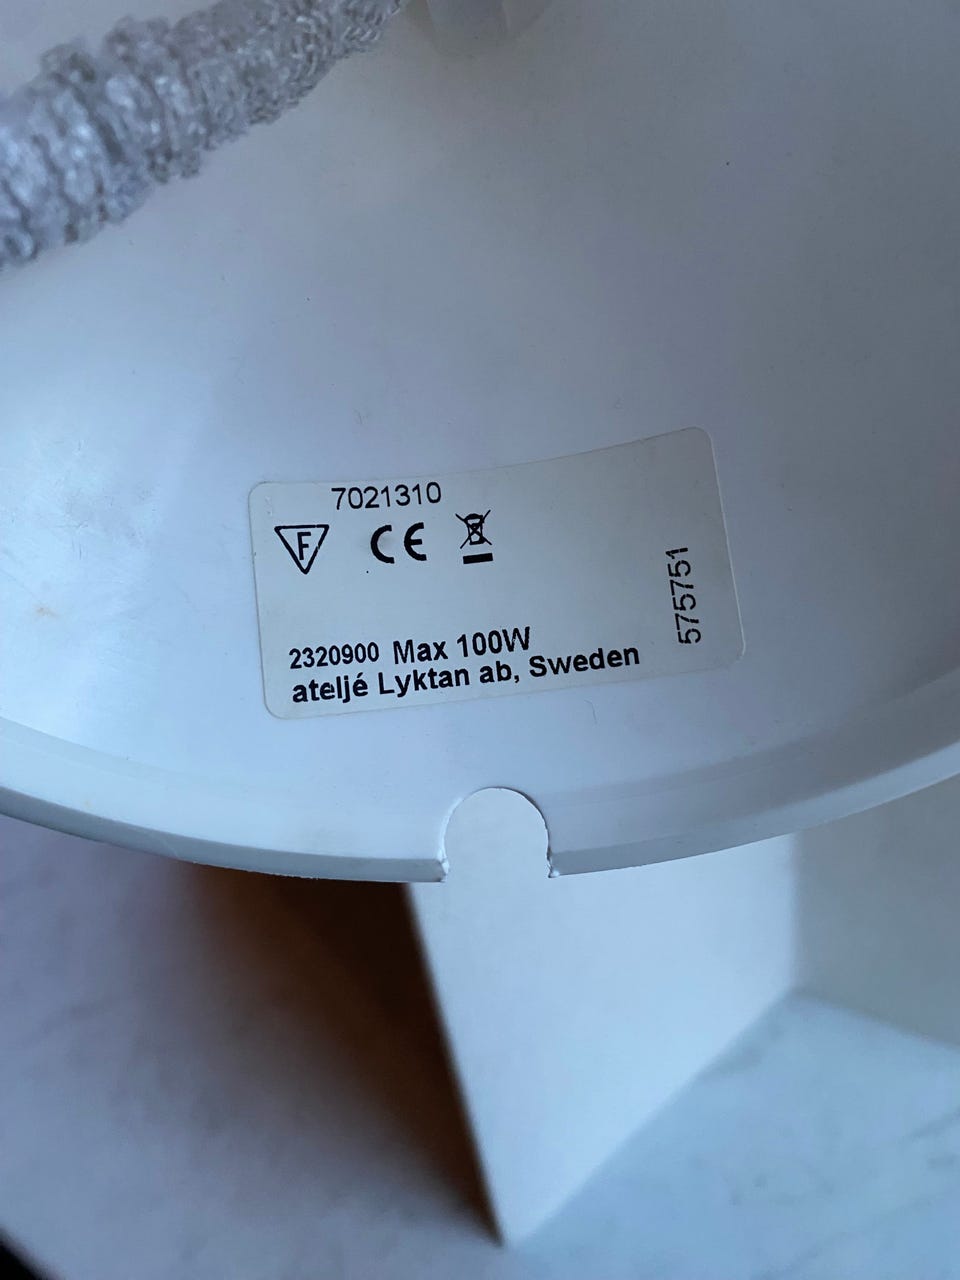 7021310
F CE
2320900 Max 100W
ateljé Lyktan ab, Sweden
575751